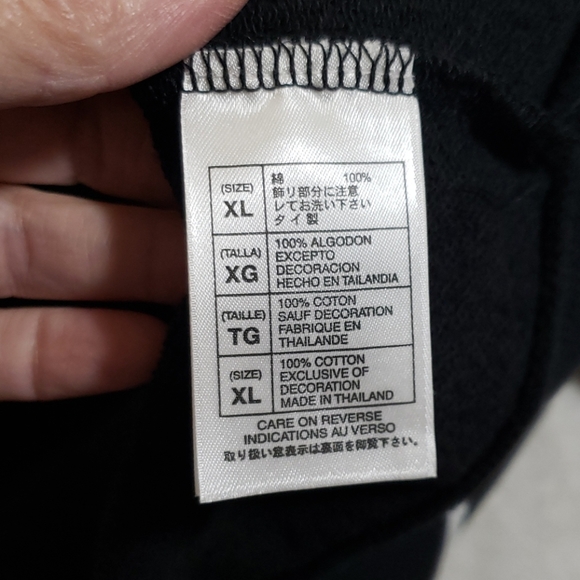 (SIZE)
XL
綿 100%
飾リ部分に注意
してお洗い下さい
タイ製
(TALLA)
XG
100% ALGODON
EXCEPTO
DECORACION
HECHO EN TAILANDIA
(TAILLE)
TG
100% COTON
SAUF DECORATION
FABRIQUE EN
THAILANDE
(SIZE)
XL
100% COTTON
EXCLUSIVE OF
DECORATION
MADE IN THAILAND
CARE ON REVERSE
INDICATIONS AU VERSO
取り扱い意表示は裏面を御覧下さい。